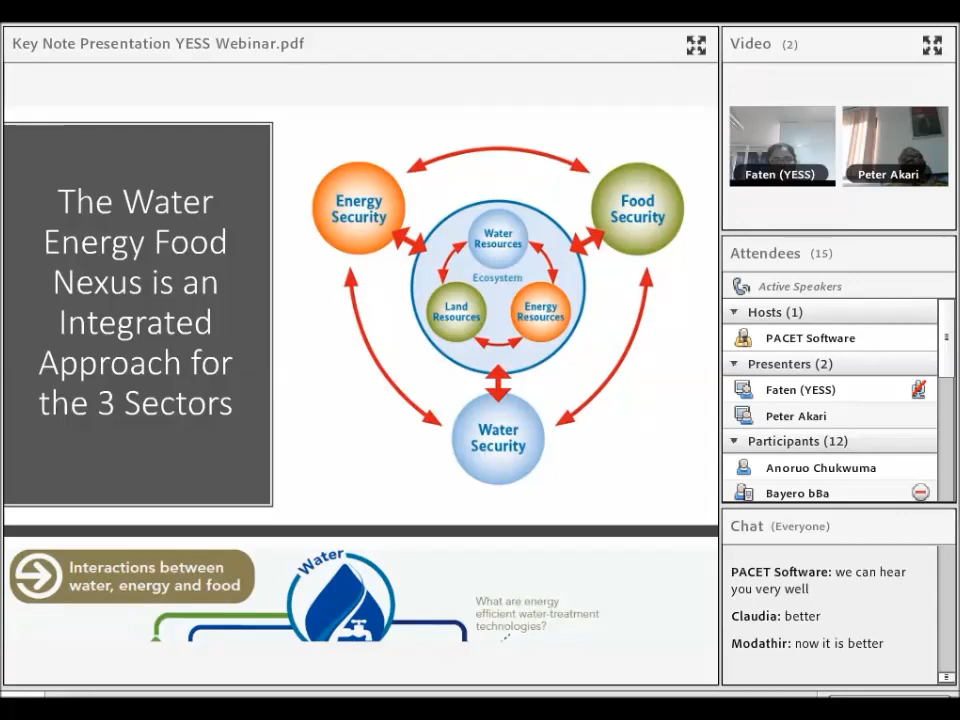 Key Note Presentation YESS Webinar.pdf
The Water
Energy Food
Nexus is an
Integrated
Approach for
the 3 Sectors
Energy
Security
Food
Security
Water
Resources
Ecosystem
Land
Resources
Energy
Resources
Water
Security
Interactions between
water, energy and food
Water
What are energy
efficient water-treatment
technologies?
Video (2)
Faten (YESS)
Peter Akari
Attendees (15)
Active Speakers
Hosts (1)
PACET Software
Presenters (2)
Faten (YESS)
Peter Akari
Participants (12)
Anoruo Chukwuma
Bayero bBa
Chat (Everyone)
PACET Software: we can hear
you very well
Claudia: better
Modathir: now it is better